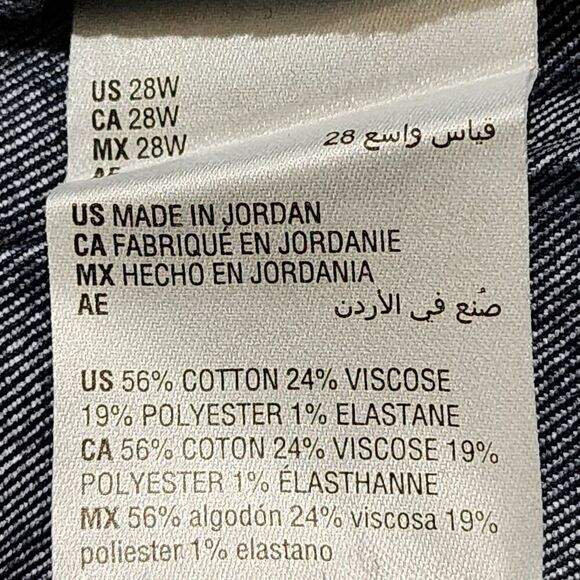 US 28W
CA 28W
MX 28W قياس واسع 28
US MADE IN JORDAN
CA FABRIQUÉ EN JORDANIE
MX HECHO EN JORDANIA
AE صُنع في الأردن
US 56% COTTON 24% VISCOSE
19% POLYESTER 1% ELASTANE
CA 56% COTON 24% VISCOSE 19%
POLYESTER 1% ÉLASTHANNE
MX 56% algodón 24% viscosa 19%
poliester 1% elastano